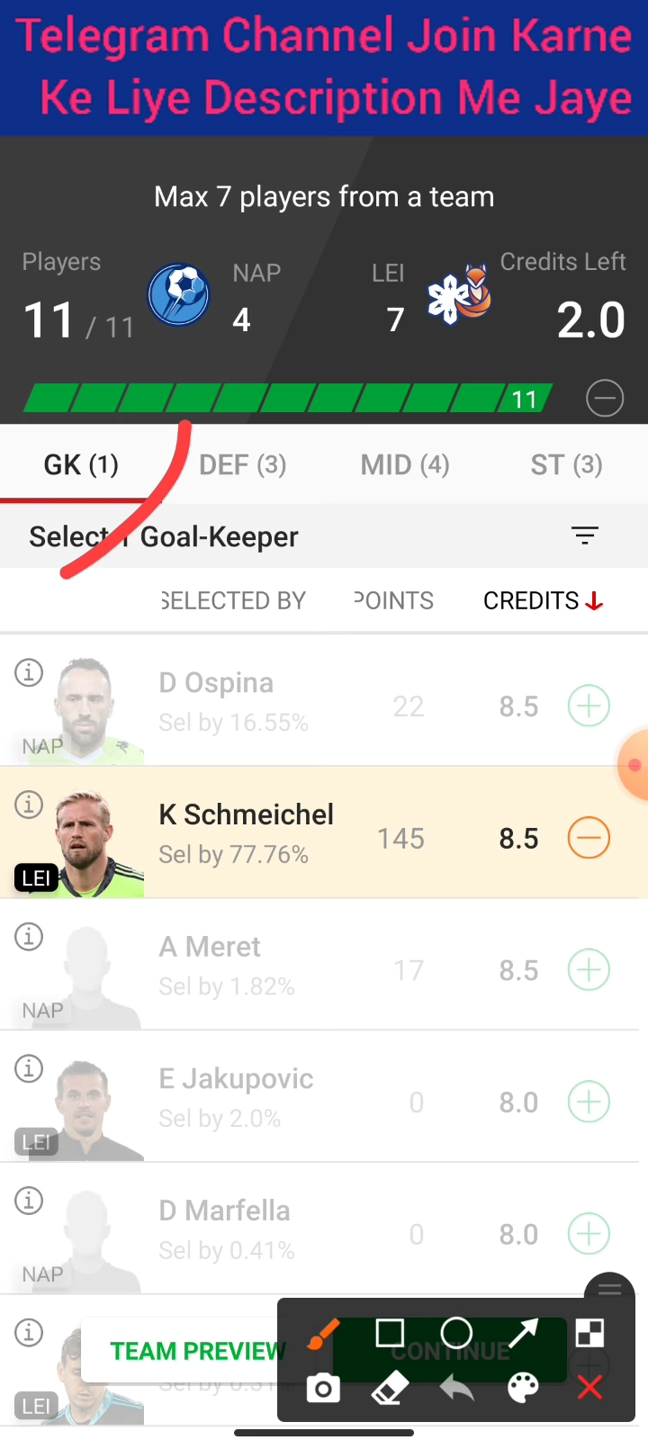 Telegram Channel Join Karne
Ke Liye Description Me Jaye
Max 7 players from a team
Players
11 / 11
NAP
4
LEI
7
Credits Left
2.0
11
GK (1)
DEF (3)
MID (4)
ST (3)
Select 1 Goal-Keeper
SELECTED BY
POINTS
CREDITS
D Ospina
Sel by 16.55%
22
8.5
NAP
K Schmeichel
Sel by 77.76%
145
8.5
LEI
A Meret
Sel by 1.82%
17
8.5
NAP
E Jakupovic
Sel by 2.0%
0
8.0
LEI
D Marfella
Sel by 0.41%
0
8.0
NAP
TEAM PREVIEW
CONTINUE
LEI